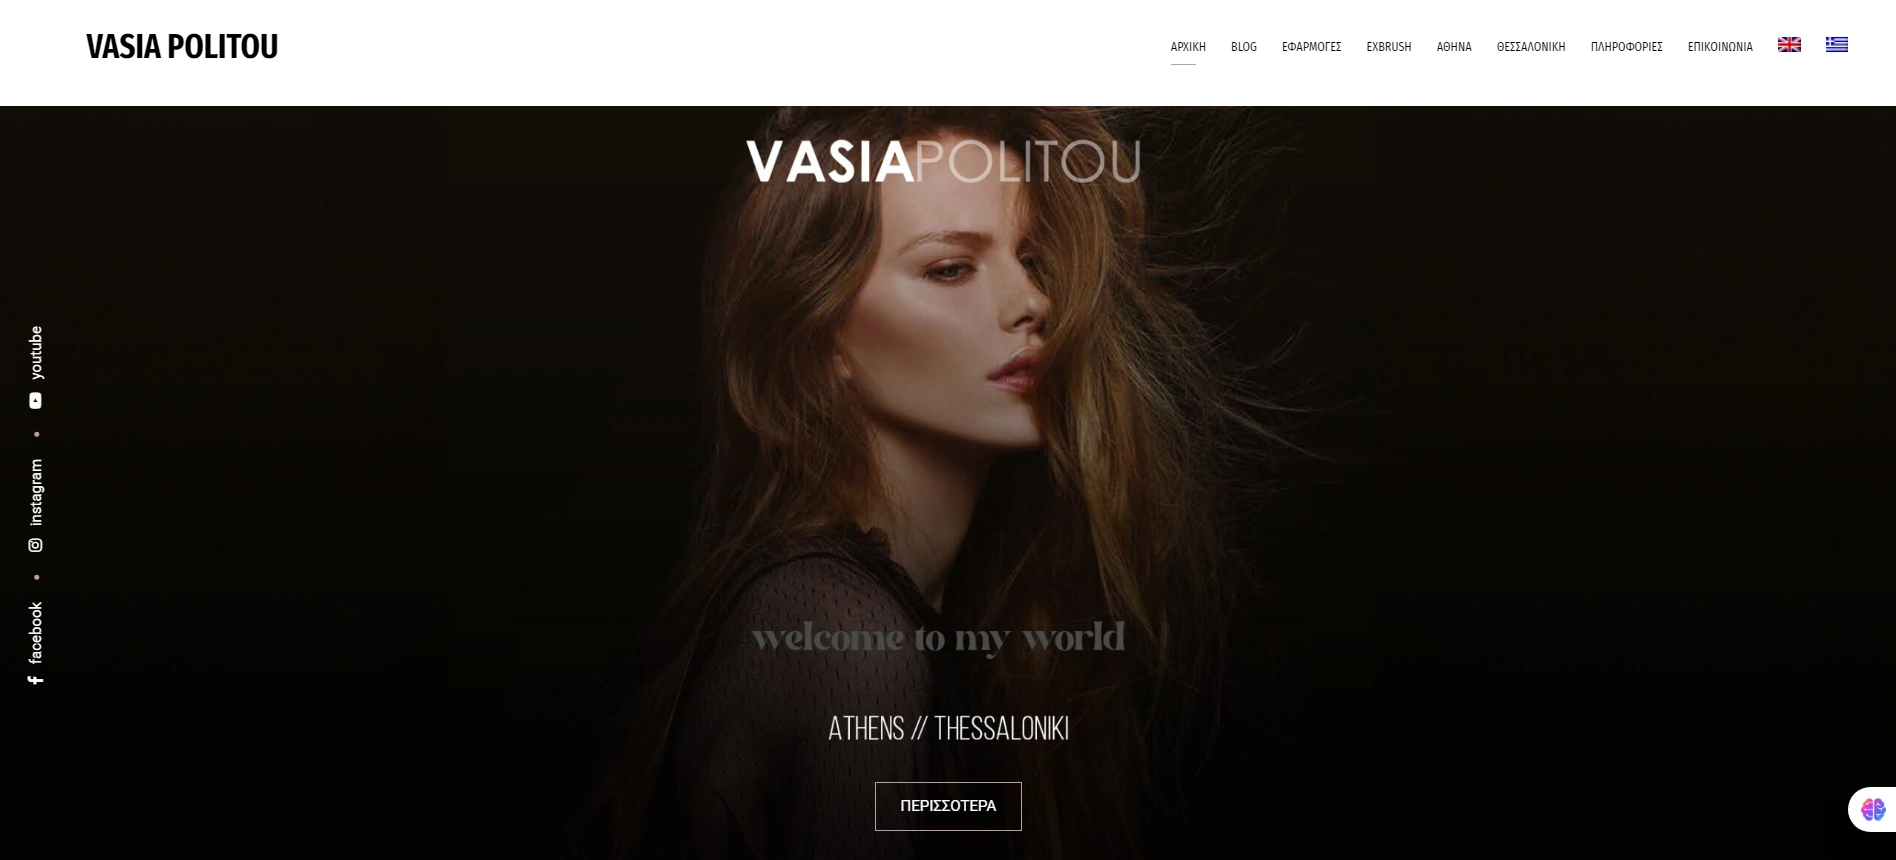 VASIA POLITOU
ΑΡΧΙΚΗ BLOG ΕΦΑΡΜΟΓΕΣ EXBRUSH ΑΘΗΝΑ ΘΕΣΣΑΛΟΝΙΚΗ ΠΛΗΡΟΦΟΡΙΕΣ ΕΠΙΚΟΙΝΩΝΙΑ
VASIAPOLITOU
youtube
instagram
facebook
welcome to my world
ATHENS // THESSALONIKI
ΠΕΡΙΣΣΟΤΕΡΑ